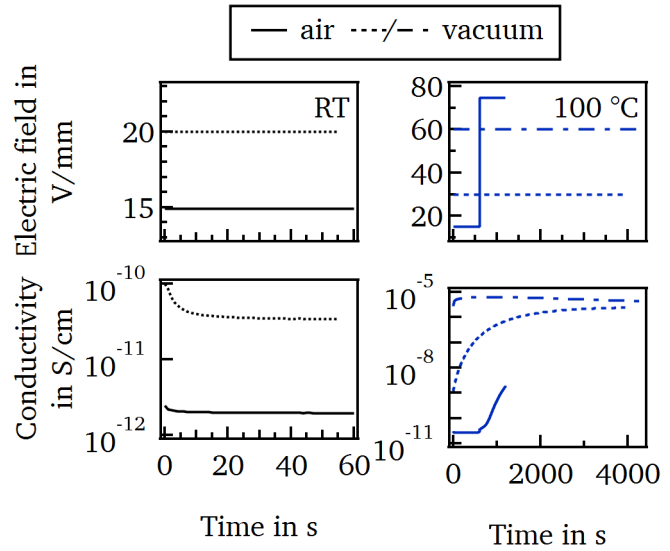 air vacuum
Electric field in
V/mm
RT
20
15
100 °C
80
60
40
20
Conductivity
in S/cm
10-10
10-11
10-12
0 20 40 60
Time in s
10-5
10-8
10-11
0 2000 4000
Time in s